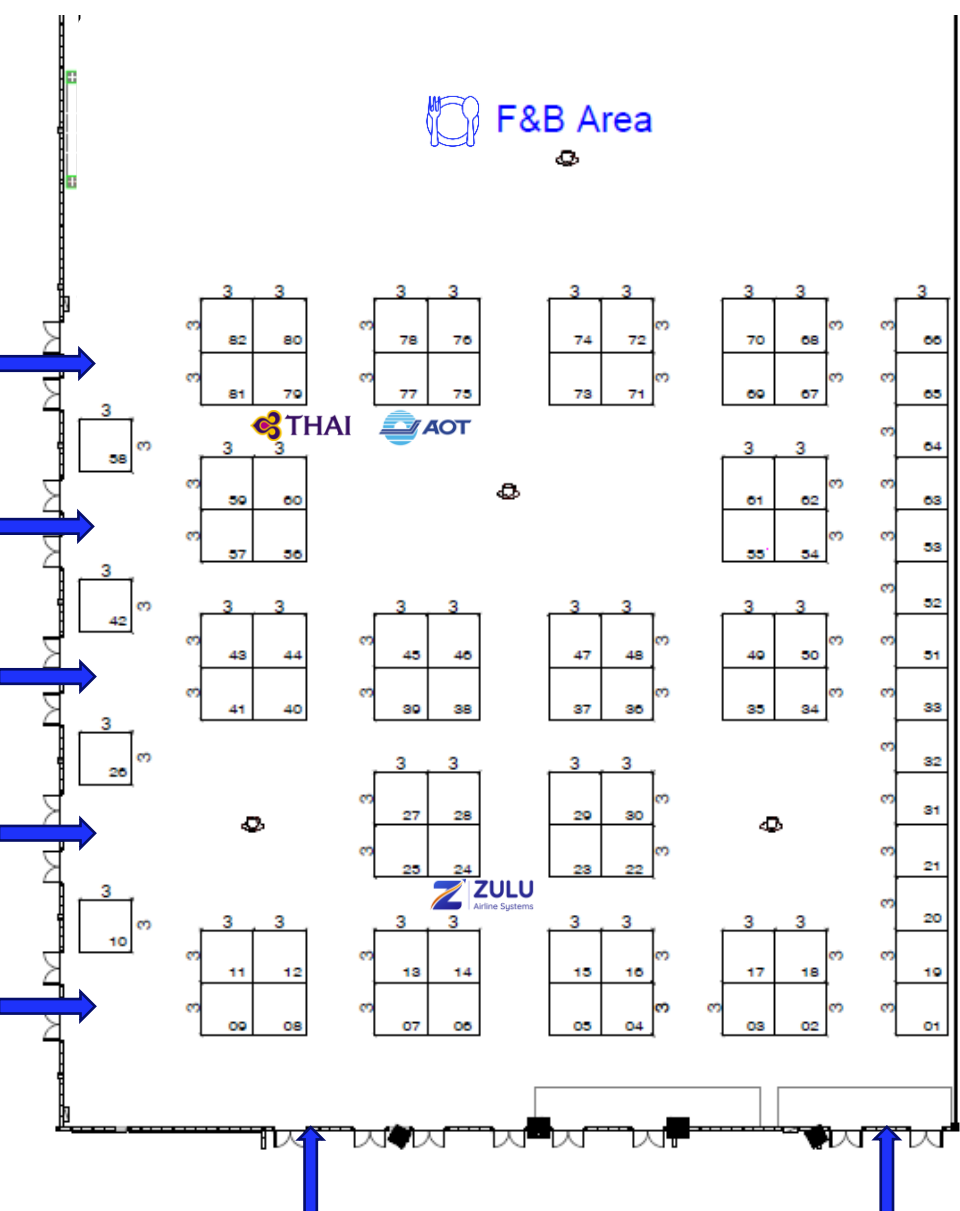 F&B Area
3 3 3 3 3 3 3 3 3
3 82 80 3 78 76 74 72 3 70 68 3 3 66
3 81 79 3 77 75 73 71 3 69 67 3 3 65
THAI AOT
3 3 64
58 3
3 3 3 3
3 59 60 61 62 3 3 63
3 57 56 55 54 3 3 53
3 3 52
42 3
3 3 3 3 3 3 3 3
3 43 44 3 45 46 47 48 3 49 50 3 3 51
3 41 40 3 39 38 37 36 3 35 34 3 3 33
3 3 32
26 3
3 3 3 3
3 27 28 29 30 3 3 31
3 25 24 23 22 3 3 21
ZULU
Airline Systems
3 3 20
10 3
3 3 3 3 3 3 3 3
3 11 12 3 13 14 15 16 3 17 18 3 3 19
3 09 08 3 07 06 05 04 3 3 03 02 3 3 01